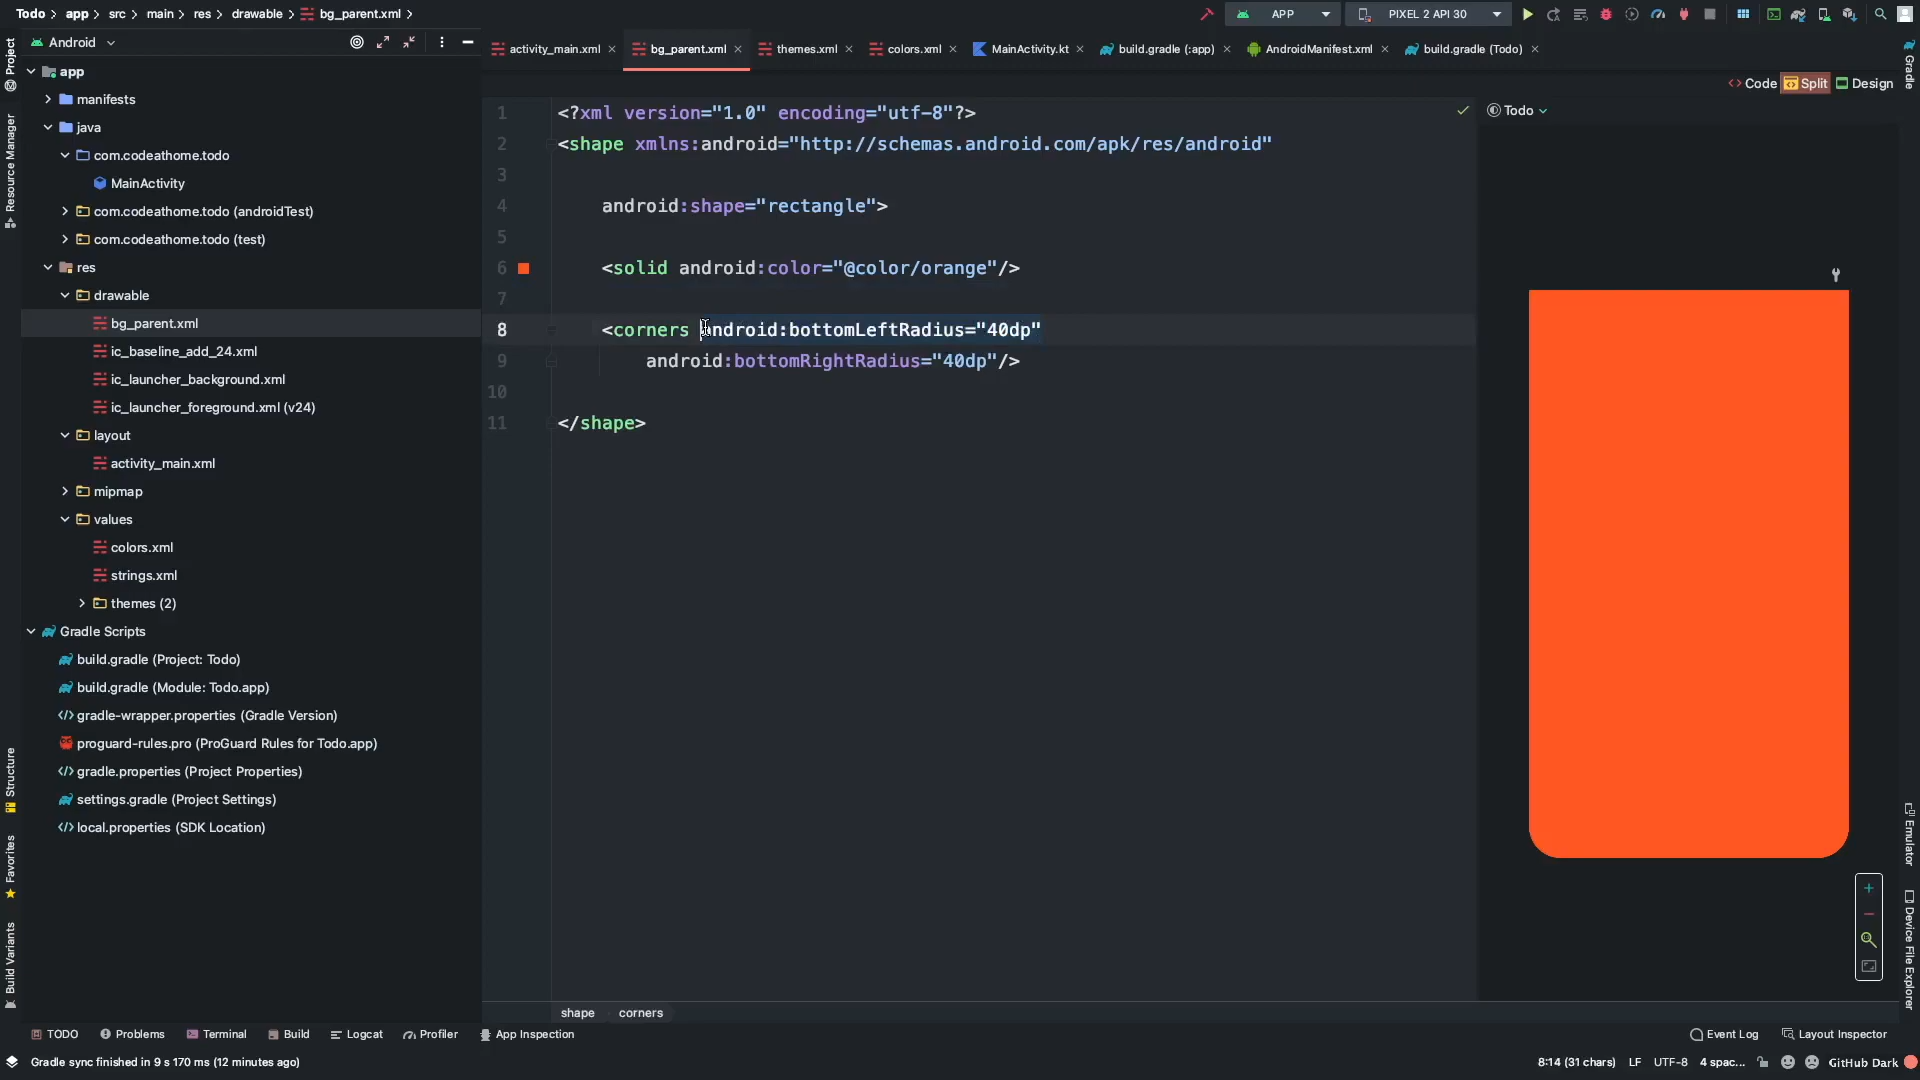 Todo > app > src > main > res > drawable > bg_parent.xml >
APP
PIXEL 2 API 30
Android
activity_main.xml
bg_parent.xml
themes.xml
colors.xml
MainActivity.kt
build.gradle (:app)
AndroidManifest.xml
build.gradle (Todo)
Code
Split
Design
Todo
Project
Resource Manager
Structure
Favorites
Build Variants
Gradle
Emulator
Device File Explorer
app
manifests
java
com.codeathome.todo
MainActivity
com.codeathome.todo (androidTest)
com.codeathome.todo (test)
res
drawable
bg_parent.xml
ic_baseline_add_24.xml
ic_launcher_background.xml
ic_launcher_foreground.xml (v24)
layout
activity_main.xml
mipmap
values
colors.xml
strings.xml
themes (2)
Gradle Scripts
build.gradle (Project: Todo)
build.gradle (Module: Todo.app)
gradle-wrapper.properties (Gradle Version)
proguard-rules.pro (ProGuard Rules for Todo.app)
gradle.properties (Project Properties)
settings.gradle (Project Settings)
local.properties (SDK Location)
1 <?xml version="1.0" encoding="utf-8"?>
2 <shape xmlns:android="http://schemas.android.com/apk/res/android"
3
4 android:shape="rectangle">
5
6 <solid android:color="@color/orange"/>
7
8 <corners android:bottomLeftRadius="40dp"
9 android:bottomRightRadius="40dp"/>
10
11 </shape>
shape corners
TODO
Problems
Terminal
Build
Logcat
Profiler
App Inspection
Event Log
Layout Inspector
Gradle sync finished in 9 s 170 ms (12 minutes ago)
8:14 (31 chars)
LF
UTF-8
4 spac...
GitHub Dark